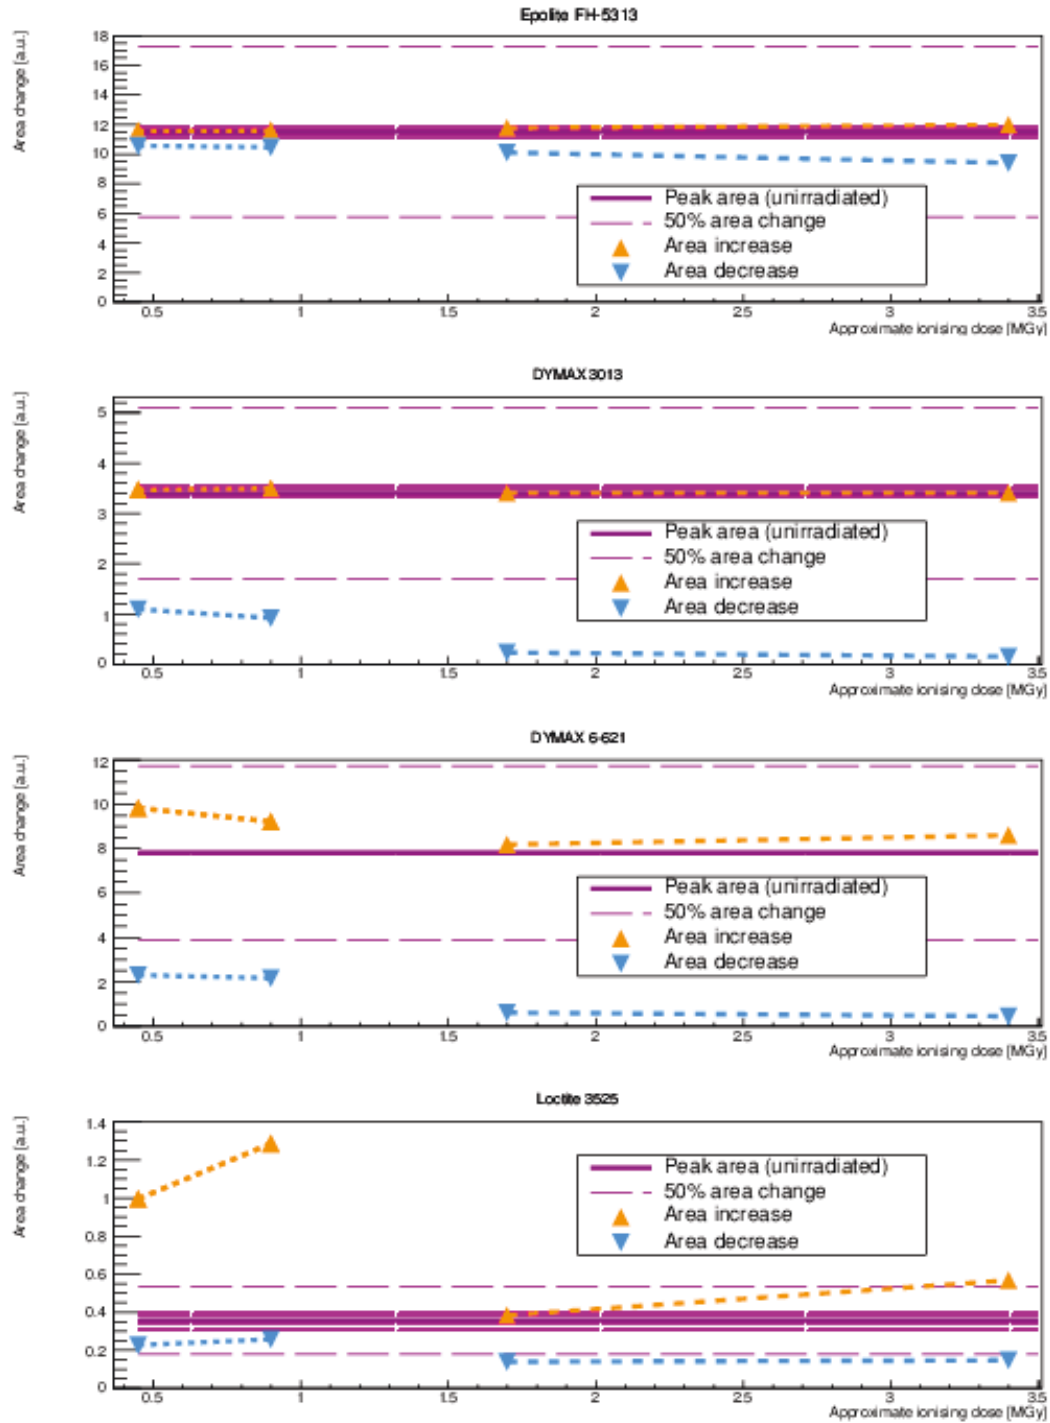 Epolite FH-5313
Area change [a.u.]
18
16
14
12
10
8
6
4
2
0
Peak area (unirradiated)
50% area change
Area increase
Area decrease
0.5 1 1.5 2 2.5 3 3.5
Approximate ionising dose [MGy]
DYMAX 3013
Area change [a.u.]
5
4
3
2
1
0
Peak area (unirradiated)
50% area change
Area increase
Area decrease
0.5 1 1.5 2 2.5 3 3.5
Approximate ionising dose [MGy]
DYMAX 6-621
Area change [a.u.]
12
10
8
6
4
2
0
Peak area (unirradiated)
50% area change
Area increase
Area decrease
0.5 1 1.5 2 2.5 3 3.5
Approximate ionising dose [MGy]
Loctite 3525
Area change [a.u.]
1.4
1.2
1
0.8
0.6
0.4
0.2
0
Peak area (unirradiated)
50% area change
Area increase
Area decrease
0.5 1 1.5 2 2.5 3 3.5
Approximate ionising dose [MGy]